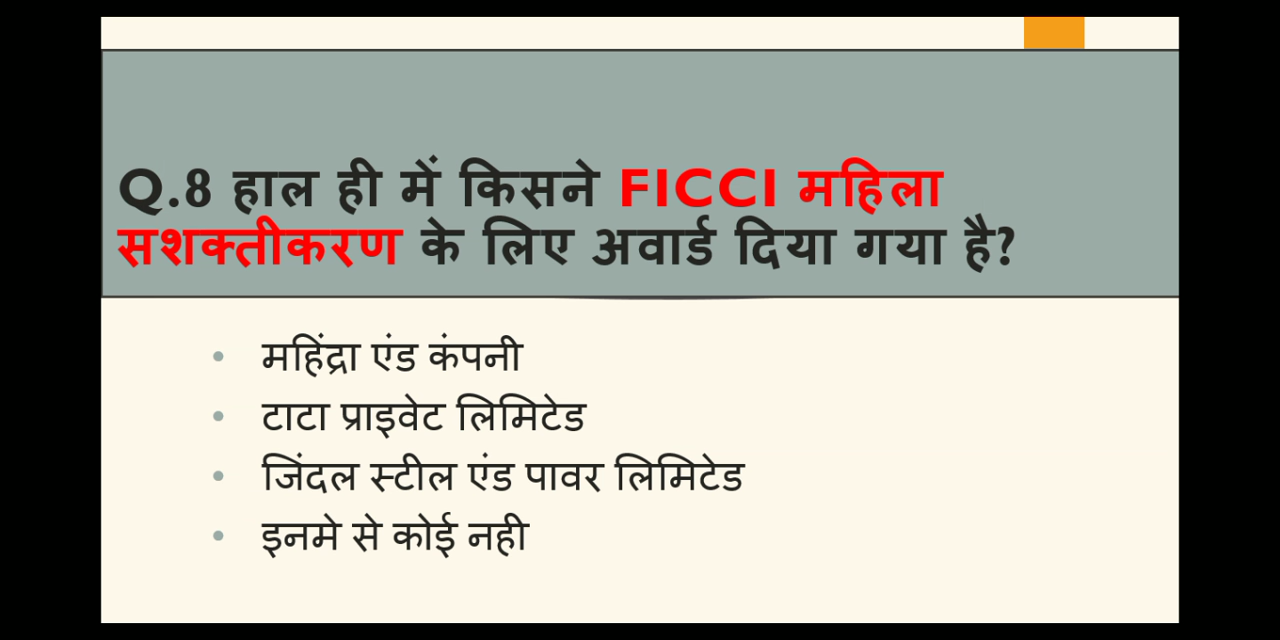 Q.8 हाल ही में किसने FICCI महिला
सशक्तीकरण के लिए अवार्ड दिया गया है?
• महिंद्रा एंड कंपनी
• टाटा प्राइवेट लिमिटेड
• जिंदल स्टील एंड पावर लिमिटेड
• इनमे से कोई नही